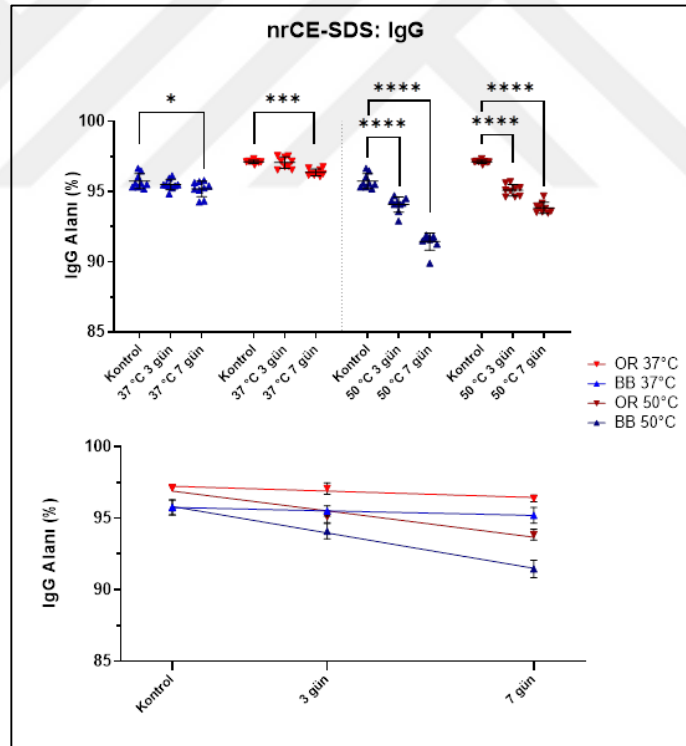 nrCE-SDS: IgG
* *** **** ****
**** ****
IgG Alanı (%)
100
95
90
85
Kontrol
37 °C 3 gün
37 °C 7 gün
Kontrol
37 °C 3 gün
37 °C 7 gün
Kontrol
50 °C 3 gün
50 °C 7 gün
Kontrol
50 °C 3 gün
50 °C 7 gün
OR 37°C
BB 37°C
OR 50°C
BB 50°C
IgG Alanı (%)
100
95
90
85
Kontrol
3 gün
7 gün